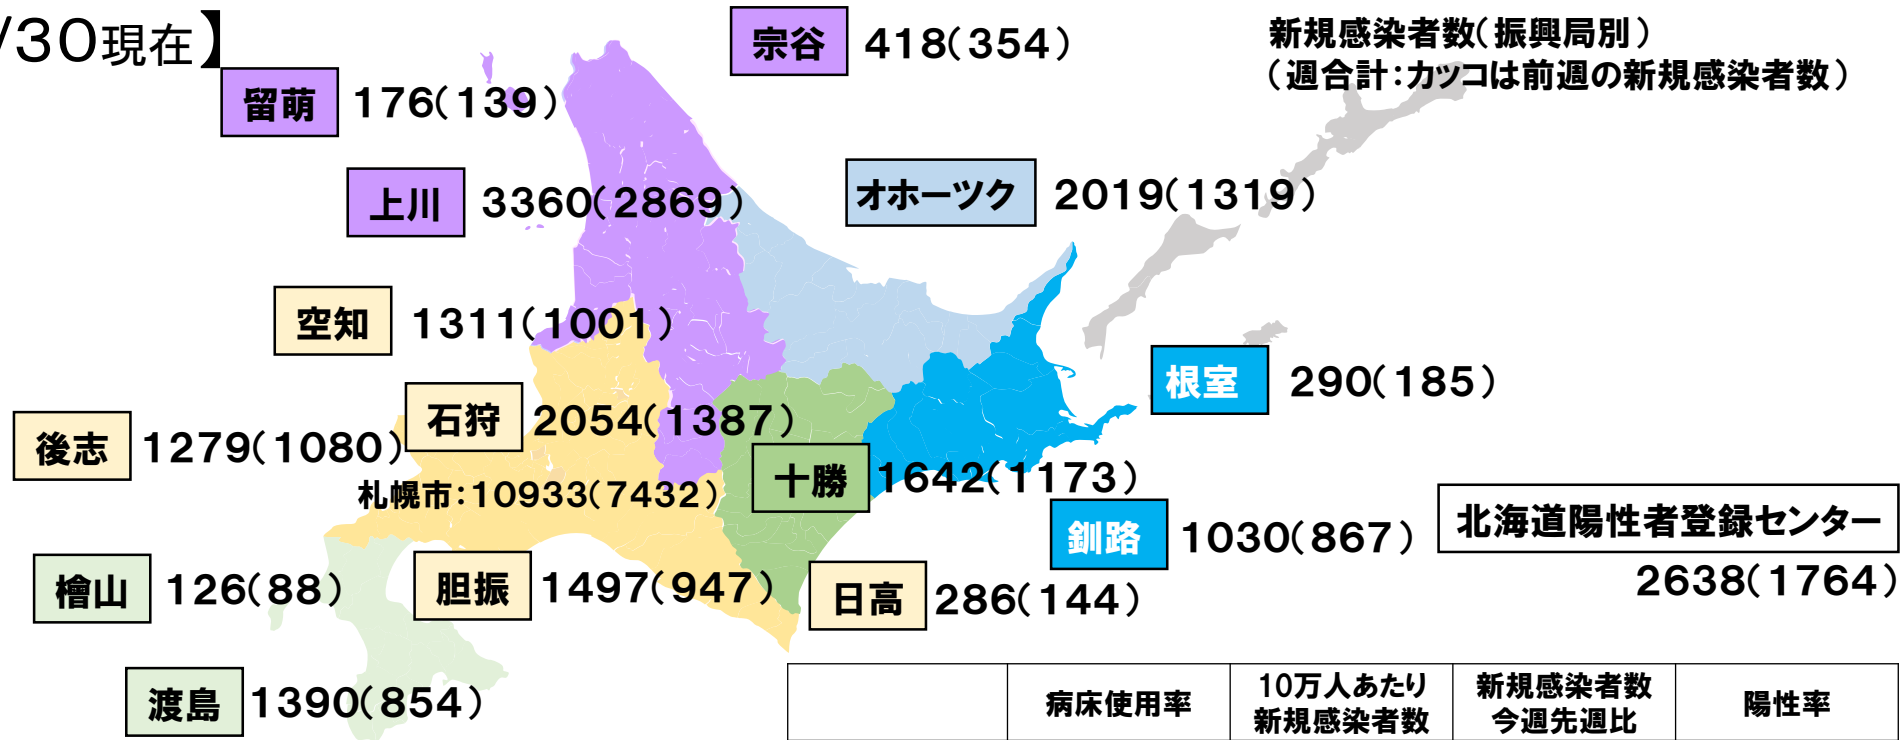 /30現在】
宗谷 418(354)
新規感染者数(振興局別)
(週合計:カッコは前週の新規感染者数)
留萌 176(139)
上川 3360(2869)
オホーツク 2019(1319)
空知 1311(1001)
根室 290(185)
石狩 2054(1387)
後志 1279(1080)
十勝 1642(1173)
札幌市:10933(7432)
釧路 1030(867)
北海道陽性者登録センター
2638(1764)
檜山 126(88)
胆振 1497(947)
日高 286(144)
渡島 1390(854)
病床使用率
10万人あたり
新規感染者数
新規感染者数
今週先週比
陽性率